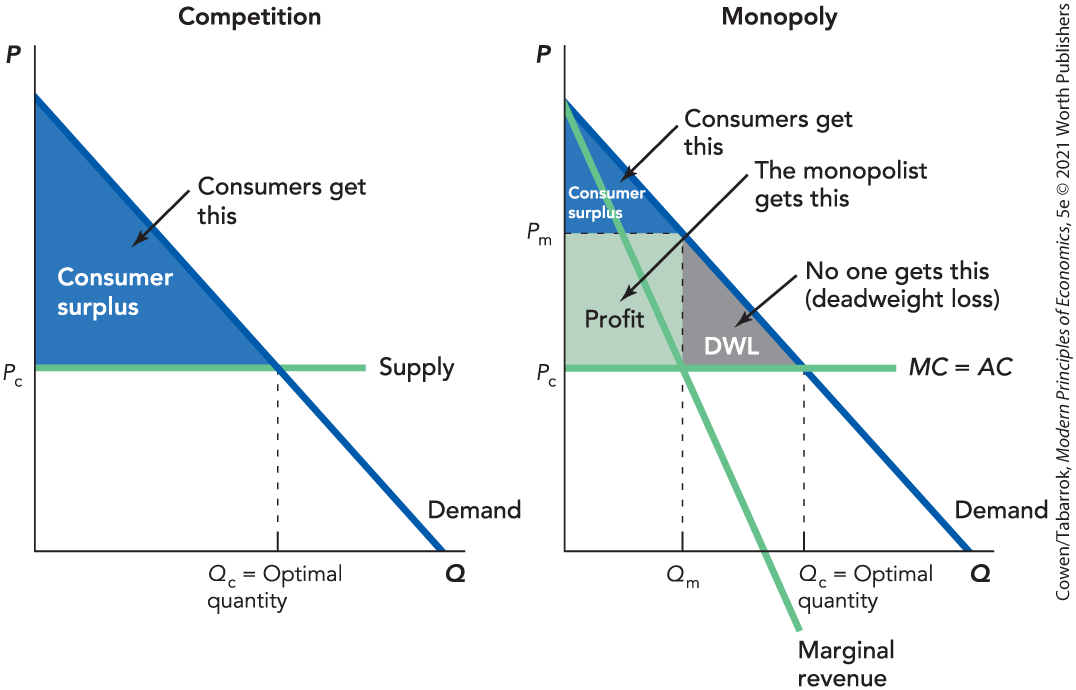 Competition
P
Consumers get
this
Consumer
surplus
Pc
Supply
Demand
Qc = Optimal
quantity
Q
Monopoly
P
Consumers get
this
The monopolist
gets this
Consumer
surplus
Pm
No one gets this
(deadweight loss)
Profit
DWL
Pc
MC = AC
Demand
Qm
Qc = Optimal
quantity
Q
Marginal
revenue
Cowen/Tabarrok, Modern Principles of Economics, 5e © 2021 Worth Publishers